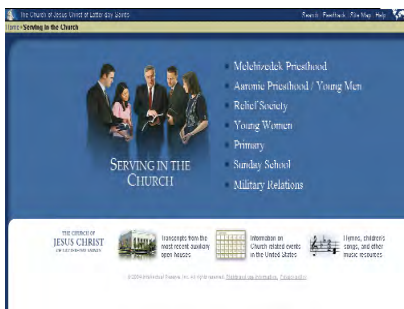 The Church of Jesus Christ of Latter-day Saints
Search Feedback Site Map Help
Home > Serving in the Church
Melchizedek Priesthood
Aaronic Priesthood / Young Men
Relief Society
Young Women
Primary
Sunday School
Military Relations
SERVING IN THE
CHURCH
THE CHURCH OF
JESUS CHRIST
OF LATTER-DAY SAINTS
Transcripts from the
most recent auxiliary
open houses
Information on
Church related events
in the United States
Hymns, children's
songs, and other
music resources
All rights reserved.